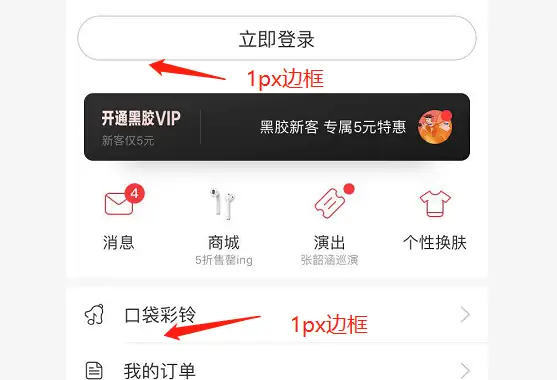 立即登录
1px边框
开通黑胶VIP
新客仅5元
黑胶新客 专属5元特惠
4
消息
商城
5折售罄ing
演出
张韶涵巡演
个性换肤
口袋彩铃
1px边框
我的订单